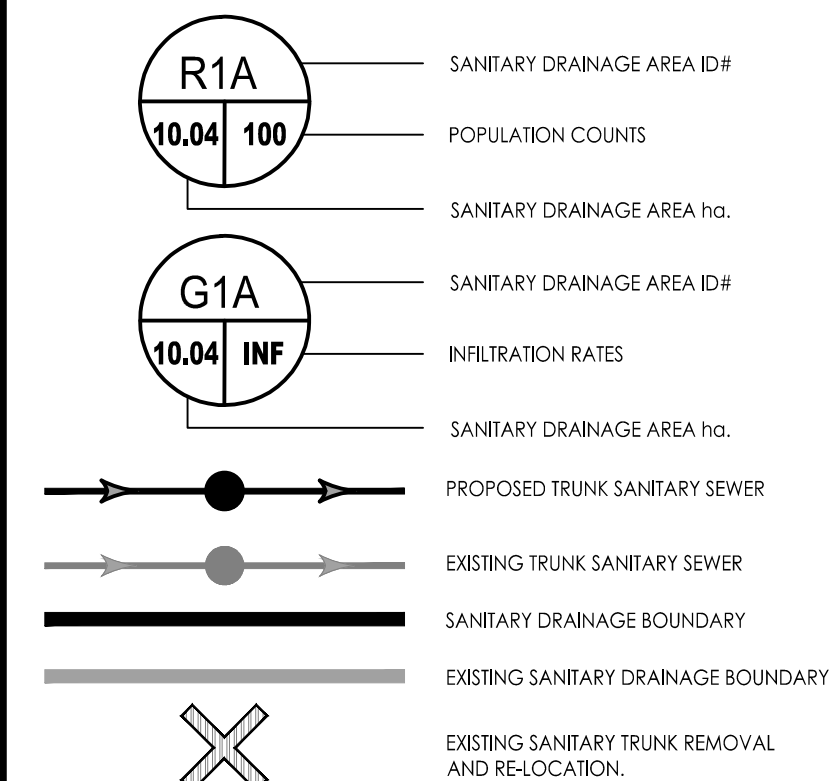 R1A
SANITARY DRAINAGE AREA ID#
10.04 100
POPULATION COUNTS
SANITARY DRAINAGE AREA ha.
G1A
SANITARY DRAINAGE AREA ID#
10.04 INF
INFILTRATION RATES
SANITARY DRAINAGE AREA ha.
PROPOSED TRUNK SANITARY SEWER
EXISTING TRUNK SANITARY SEWER
SANITARY DRAINAGE BOUNDARY
EXISTING SANITARY DRAINAGE BOUNDARY
EXISTING SANITARY TRUNK REMOVAL
AND RE-LOCATION.